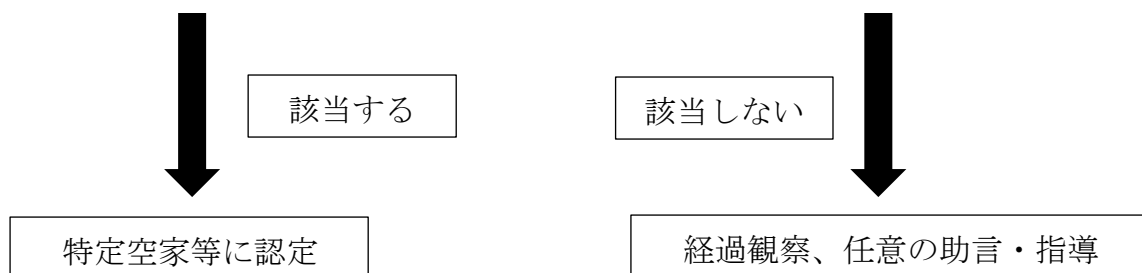 該当する
該当しない
特定空家等に認定
経過観察、任意の助言・指導